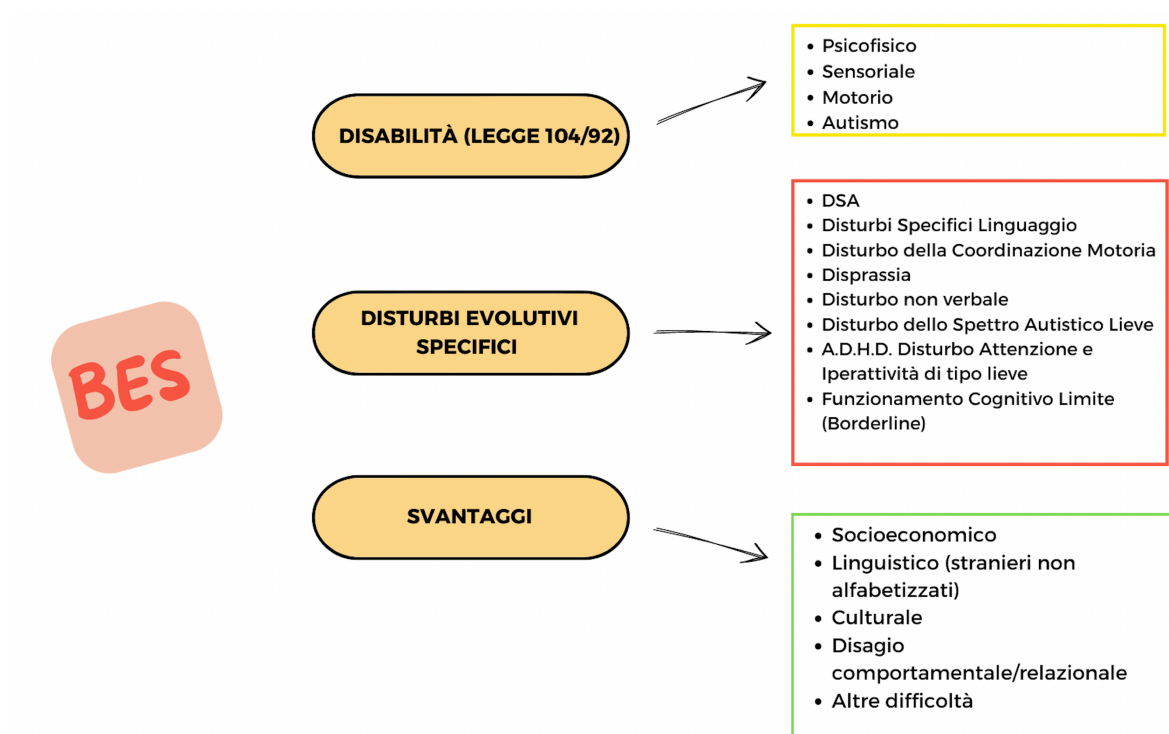 BES
DISABILITÀ (LEGGE 104/92)
• Psicofisico
• Sensoriale
• Motorio
• Autismo
DISTURBI EVOLUTIVI
SPECIFICI
• DSA
• Disturbi Specifici Linguaggio
• Disturbo della Coordinazione Motoria
• Disprassia
• Disturbo non verbale
• Disturbo dello Spettro Autistico Lieve
• A.D.H.D. Disturbo Attenzione e
Iperattività di tipo lieve
• Funzionamento Cognitivo Limite
(Borderline)
SVANTAGGI
• Socioeconomico
• Linguistico (stranieri non
alfabetizzati)
• Culturale
• Disagio
comportamentale/relazionale
• Altre difficoltà